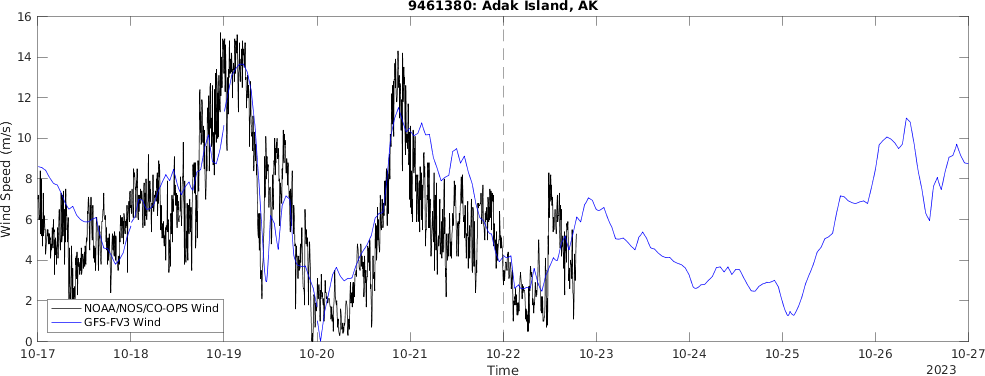 9461380: Adak Island, AK
Wind Speed (m/s)
16
14
12
10
8
6
4
2
0
NOAA/NOS/CO-OPS Wind
GFS-FV3 Wind
10-17 10-18 10-19 10-20 10-21 10-22 10-23 10-24 10-25 10-26 10-27
Time
2023